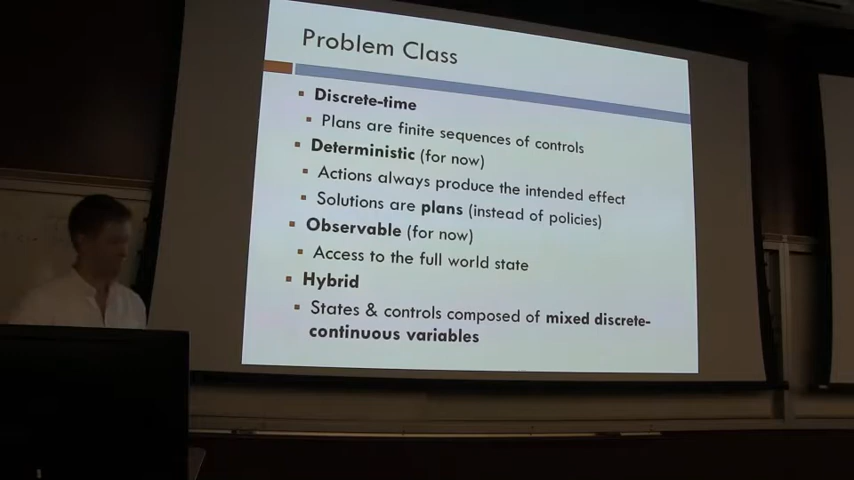 Problem Class
Discrete-time
Plans are finite sequences of controls
Deterministic (for now)
Actions always produce the intended effect
Solutions are plans (instead of policies)
Observable (for now)
Access to the full world state
Hybrid
States & controls composed of mixed discrete-
continuous variables